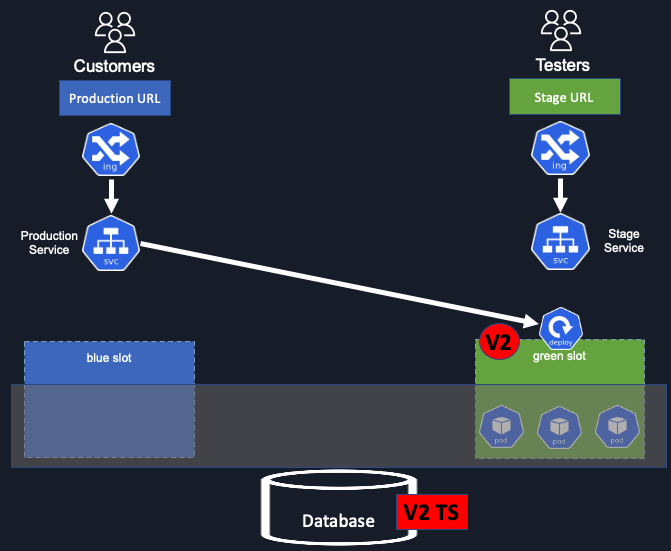 Customers
Testers
Production URL
Stage URL
ing
ing
Production
Service
svc
svc
Stage
Service
deploy
V2
blue slot
green slot
pod
pod
pod
Database
V2 TS